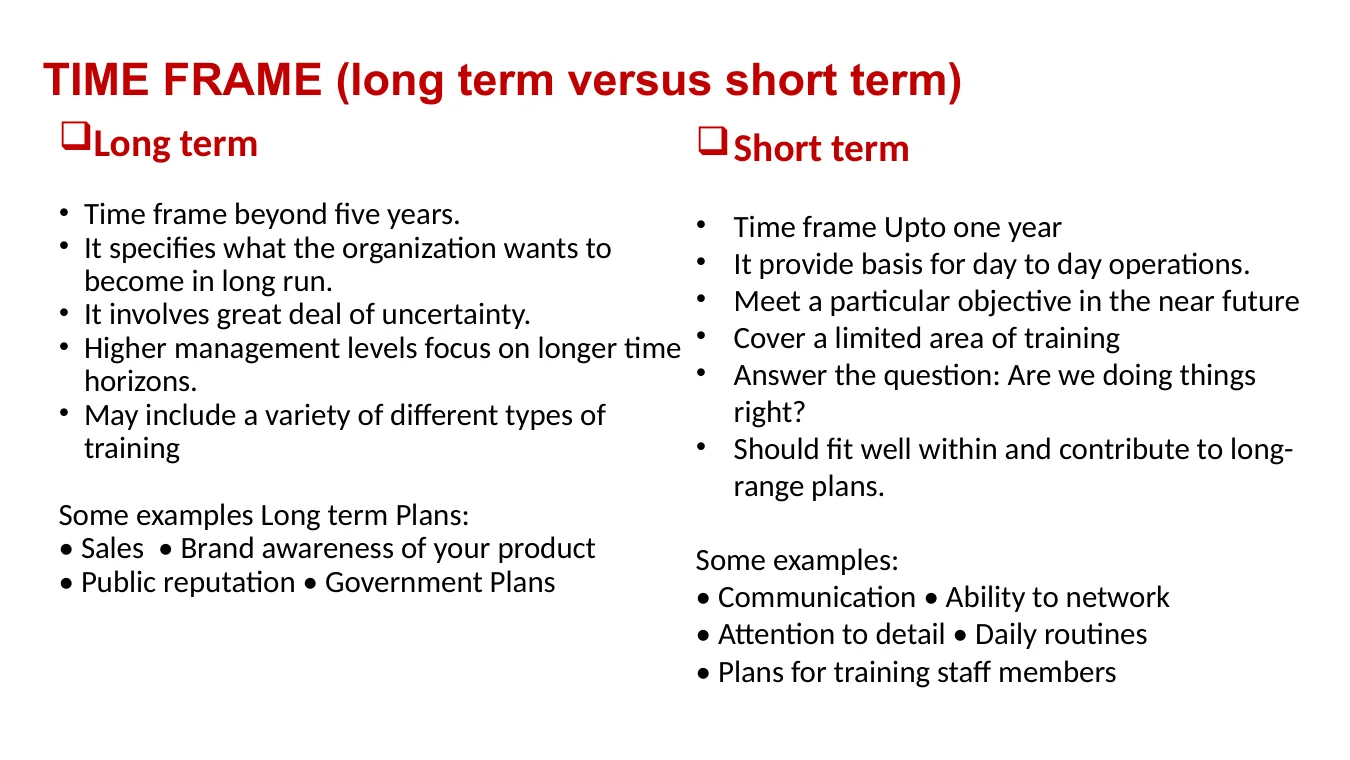 TIME FRAME (long term versus short term)
❑Long term
• Time frame beyond five years.
• It specifies what the organization wants to
become in long run.
• It involves great deal of uncertainty.
• Higher management levels focus on longer time
horizons.
• May include a variety of different types of
training
Some examples Long term Plans:
• Sales • Brand awareness of your product
• Public reputation • Government Plans
❑Short term
• Time frame Upto one year
• It provide basis for day to day operations.
• Meet a particular objective in the near future
• Cover a limited area of training
• Answer the question: Are we doing things
right?
• Should fit well within and contribute to long-
range plans.
Some examples:
• Communication • Ability to network
• Attention to detail • Daily routines
• Plans for training staff members